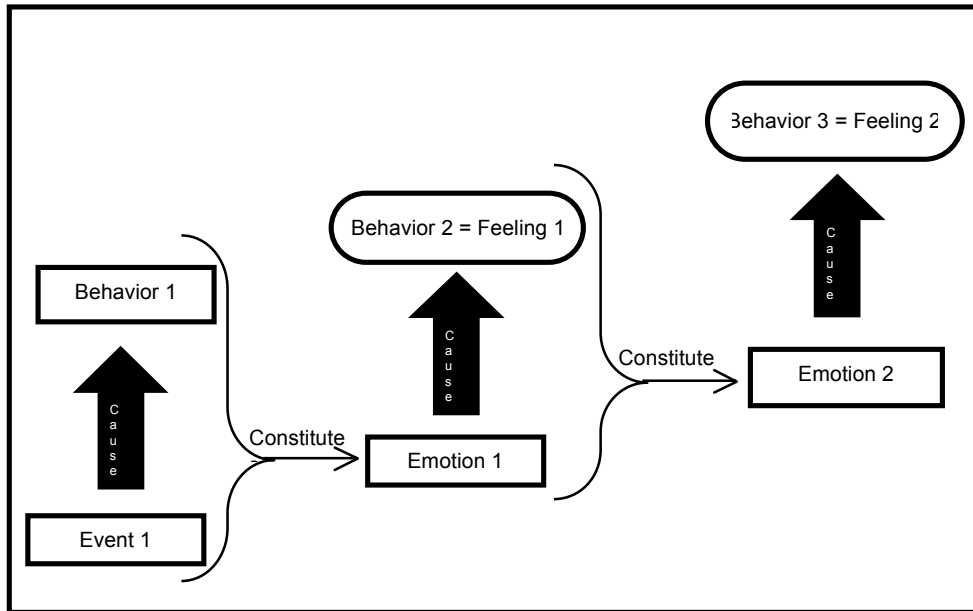 Behavior 3 = Feeling 2
Cause
Behavior 2 = Feeling 1
Cause
Constitute
Emotion 2
Behavior 1
Cause
Constitute
Emotion 1
Event 1